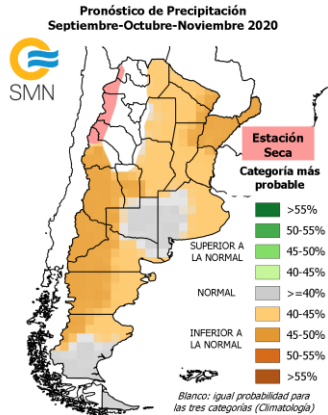 Pronóstico de Precipitación
Septiembre-Octubre-Noviembre 2020
SMN
Estación
Seca
Categoría más
probable
>55%
50-55%
SUPERIOR A
LA NORMAL
45-50%
40-45%
NORMAL
>=40%
40-45%
INFERIOR A
LA NORMAL
45-50%
50-55%
>55%
Blanco: igual probabilidad para
las tres categorías (Climatología)